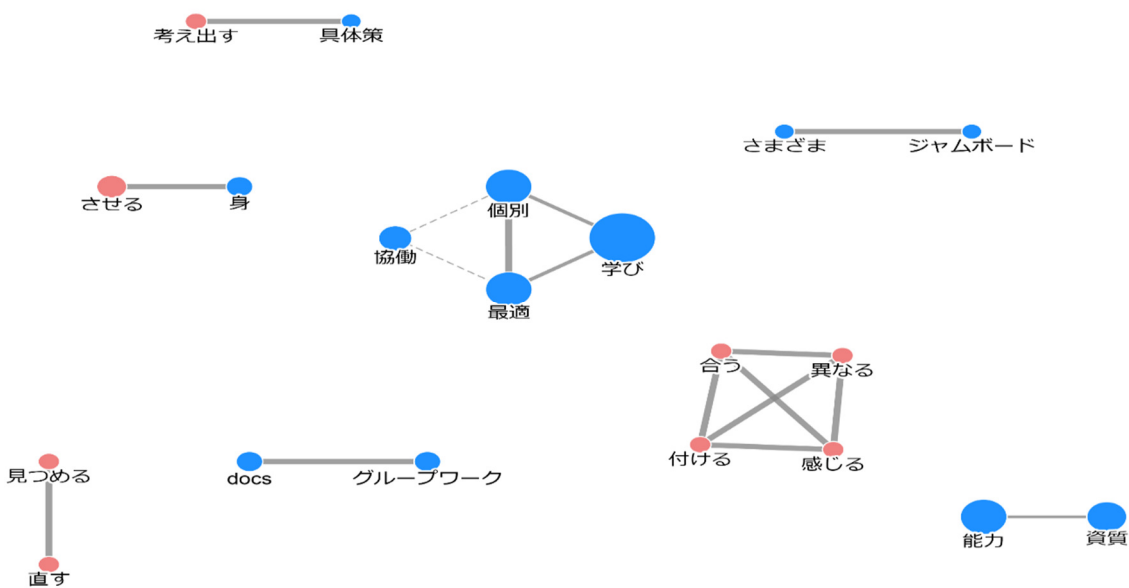 考え出す
具体策
さまざま
ジャムボード
させる
身
個別
協働
学び
最適
合う
異なる
付ける
感じる
見つめる
docs
グループワーク
直す
能力
資質